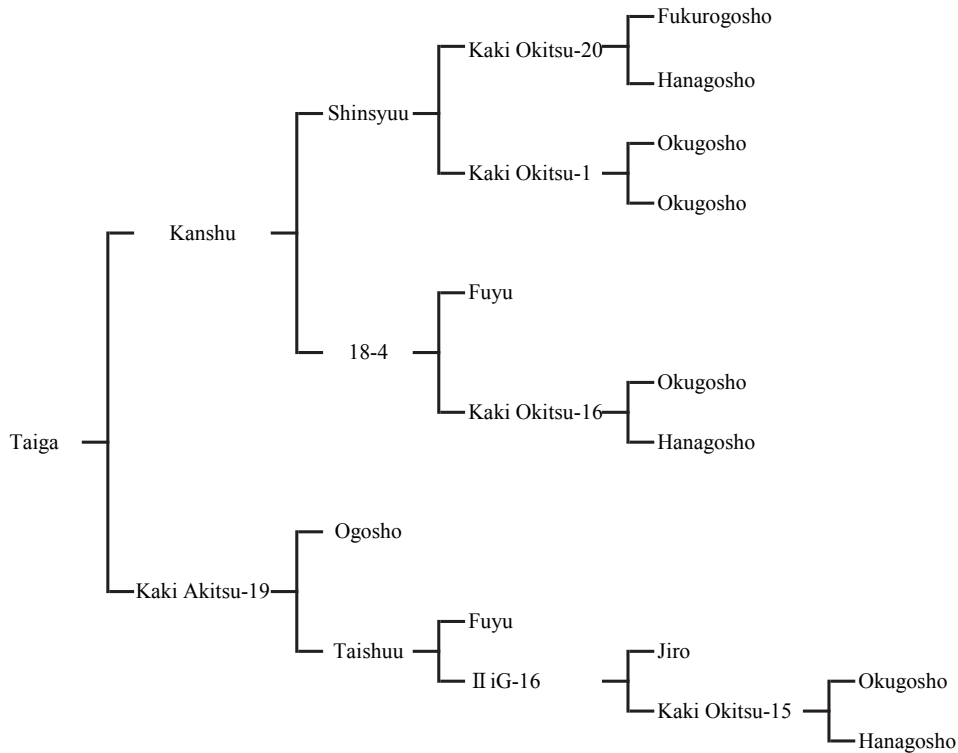 Fukurogosho
Kaki Okitsu-20
Hanagosho
Shinsyuu
Okugosho
Kaki Okitsu-1
Okugosho
Kanshu
Fuyu
18-4
Okugosho
Kaki Okitsu-16
Hanagosho
Taiga
Ogosho
Kaki Akitsu-19
Fuyu
Taishuu
Jiro
Ⅱ iG-16
Okugosho
Kaki Okitsu-15
Hanagosho